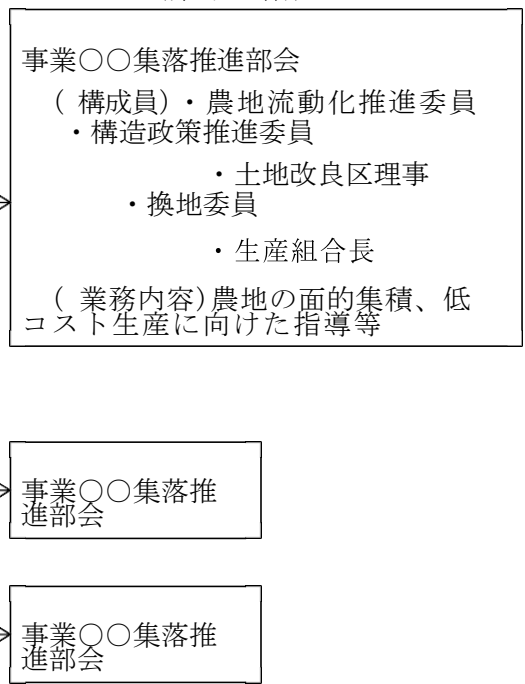 事業○○集落推進部会
( 構成員)・農地流動化推進委員
・構造政策推進委員
・土地改良区理事
・換地委員
・生産組合長
( 業務内容)農地の面的集積、低
コスト生産に向けた指導等
事業○○集落推
進部会
事業○○集落推
進部会